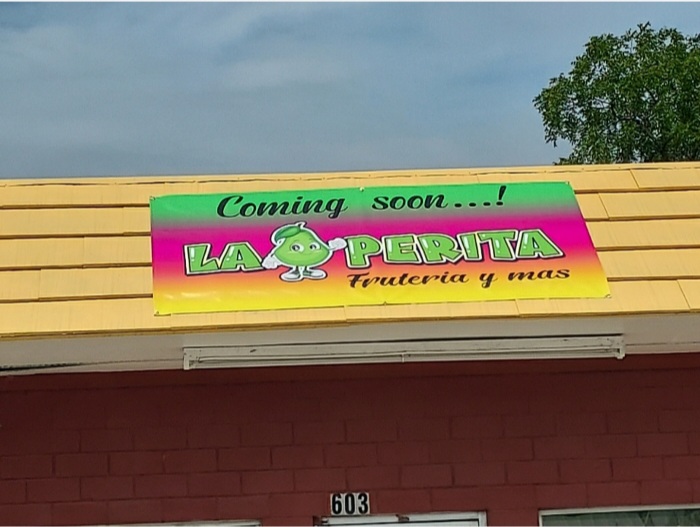 Coming soon...!
LA PERITA
Fruteria y mas
603